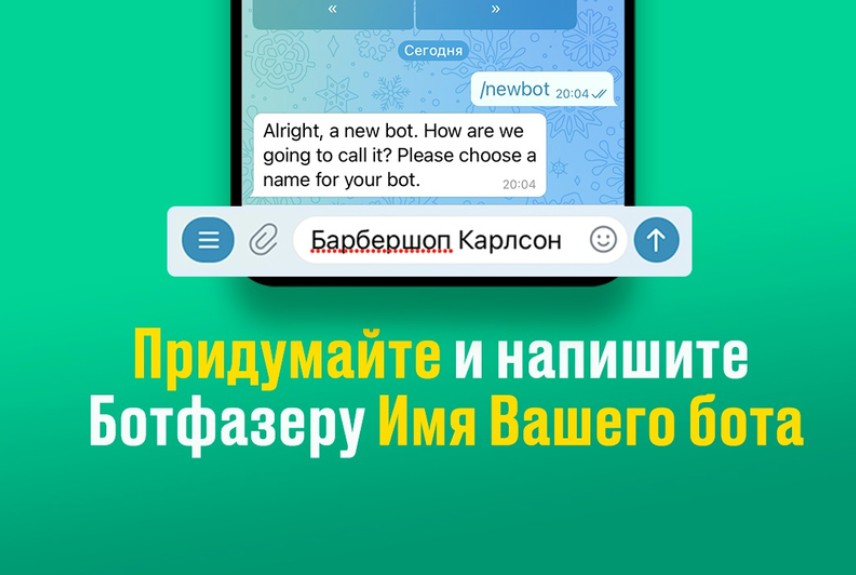 « »
Сегодня
/newbot 20:04
Alright, a new bot. How are we
going to call it? Please choose a
name for your bot. 20:04
Барбершоп Карлсон
Придумайте и напишите
Ботфазеру Имя Вашего бота